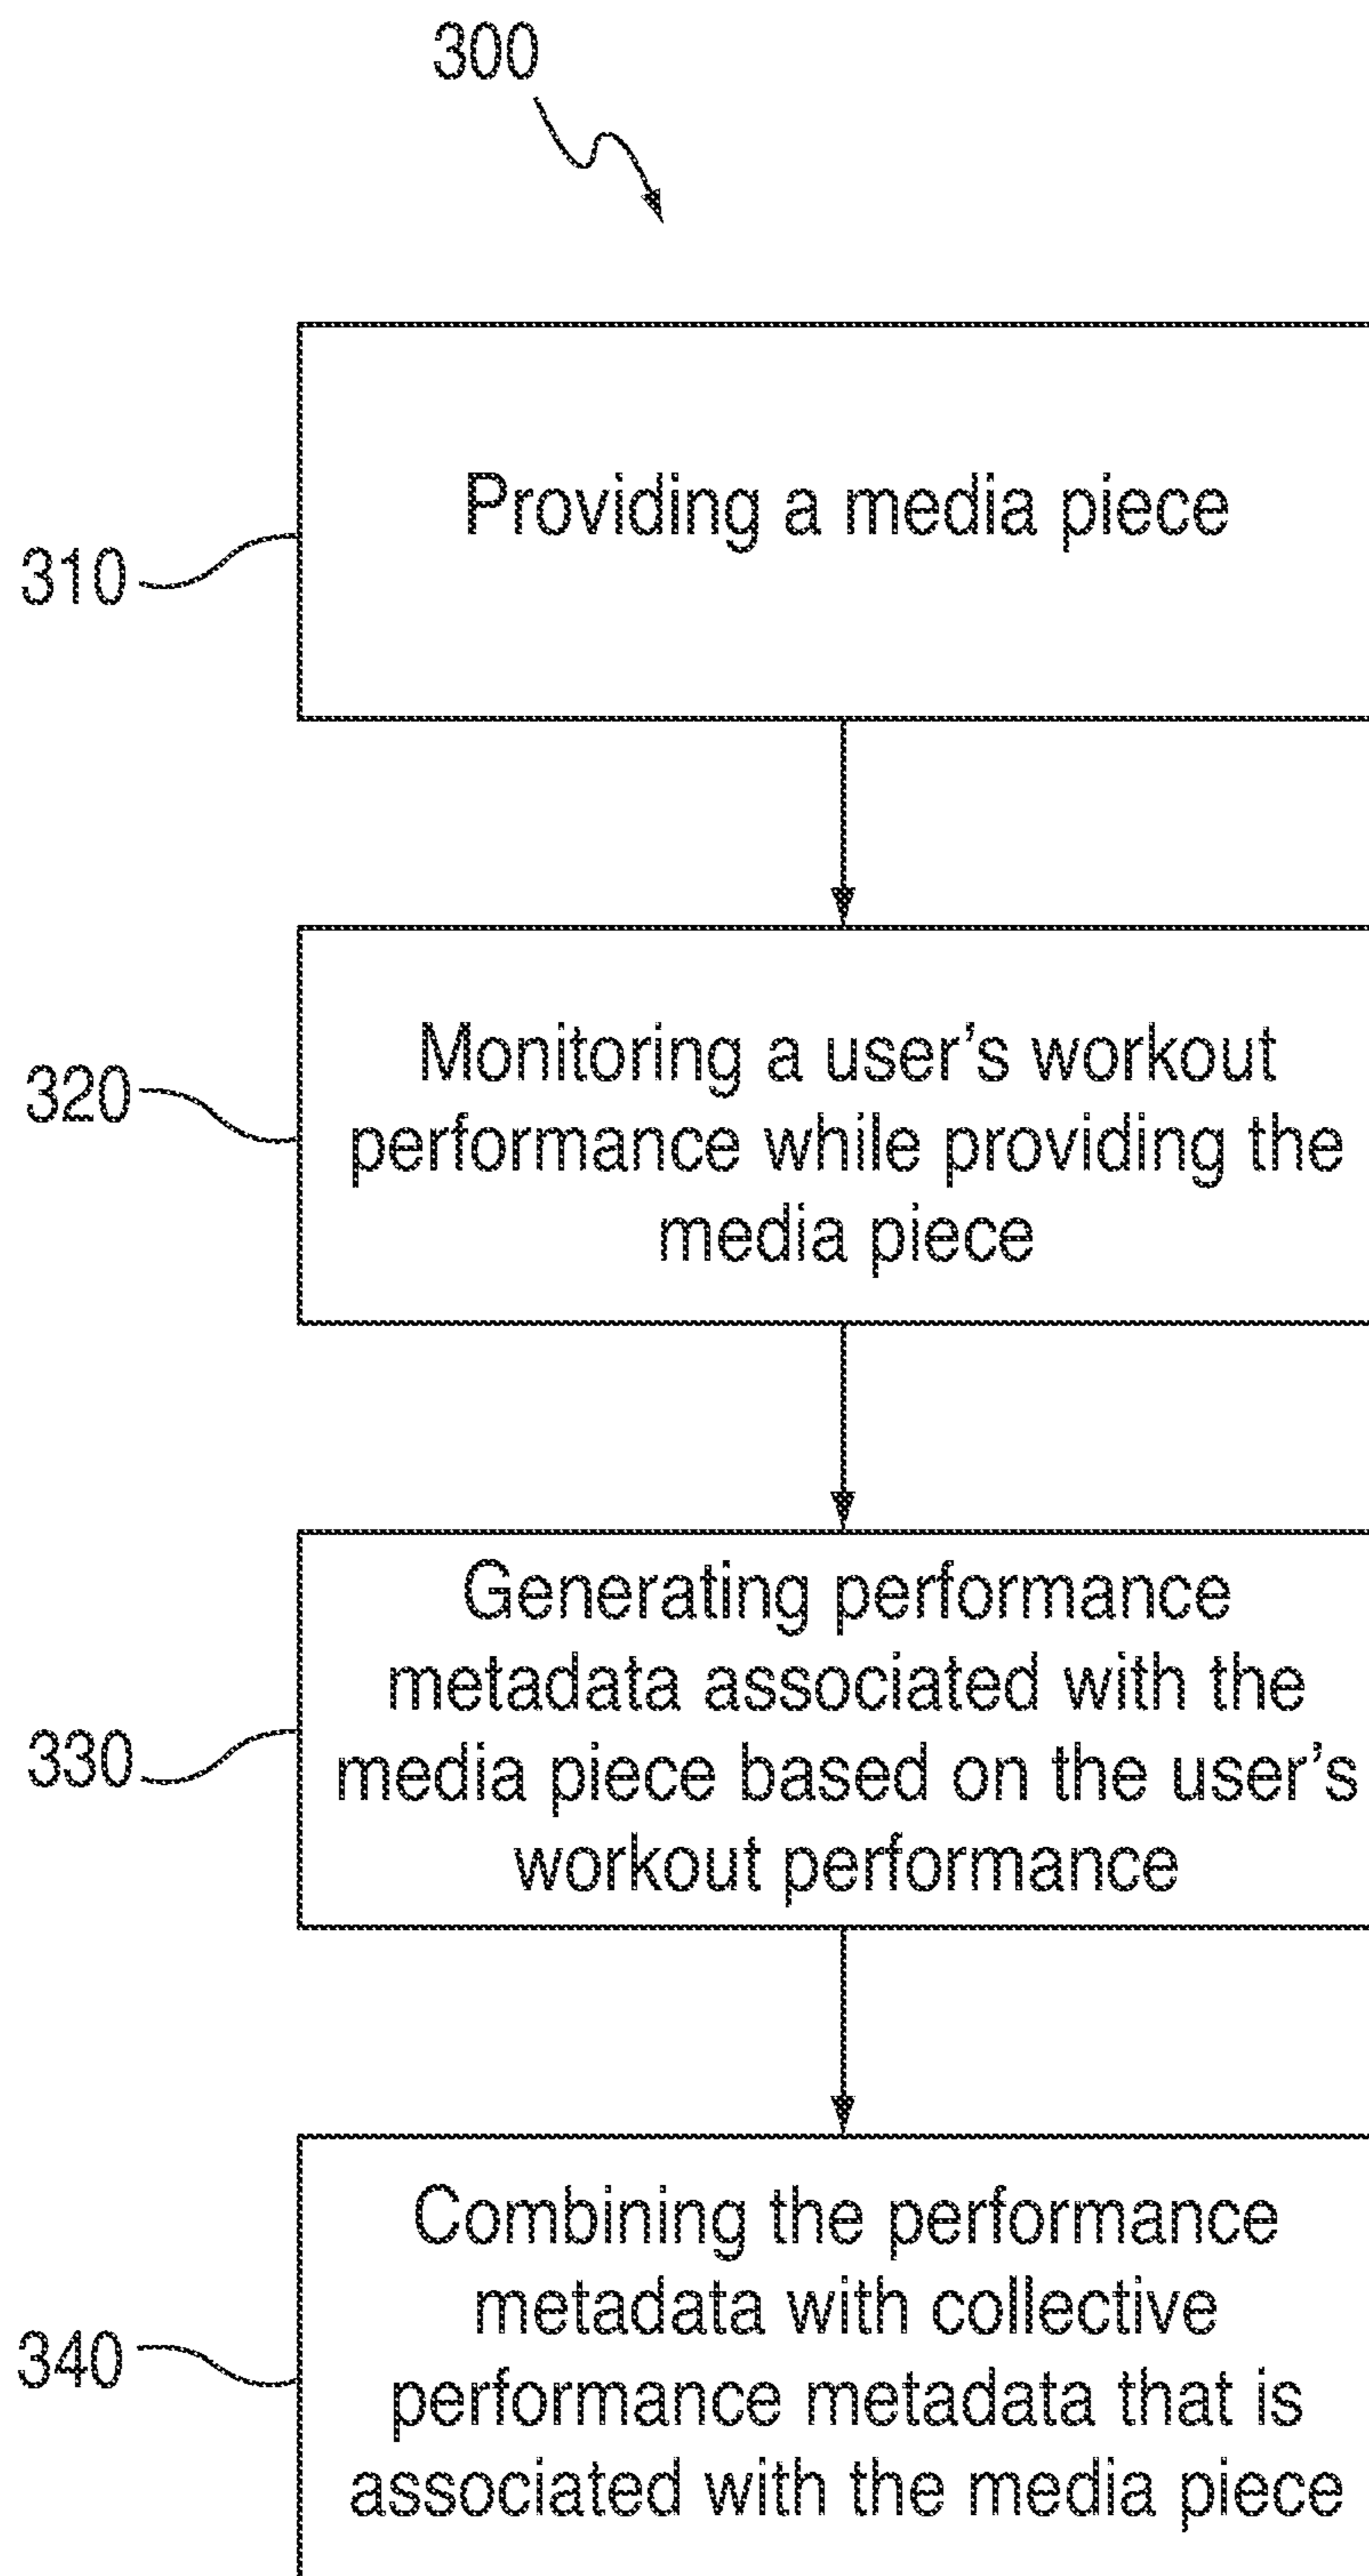 300
310
Providing a media piece
320
Monitoring a user's workout
performance while providing the
media piece
330
Generating performance
metadata associated with the
media piece based on the user's
workout performance
340
Combining the performance
metadata with collective
performance metadata that is
associated with the media piece